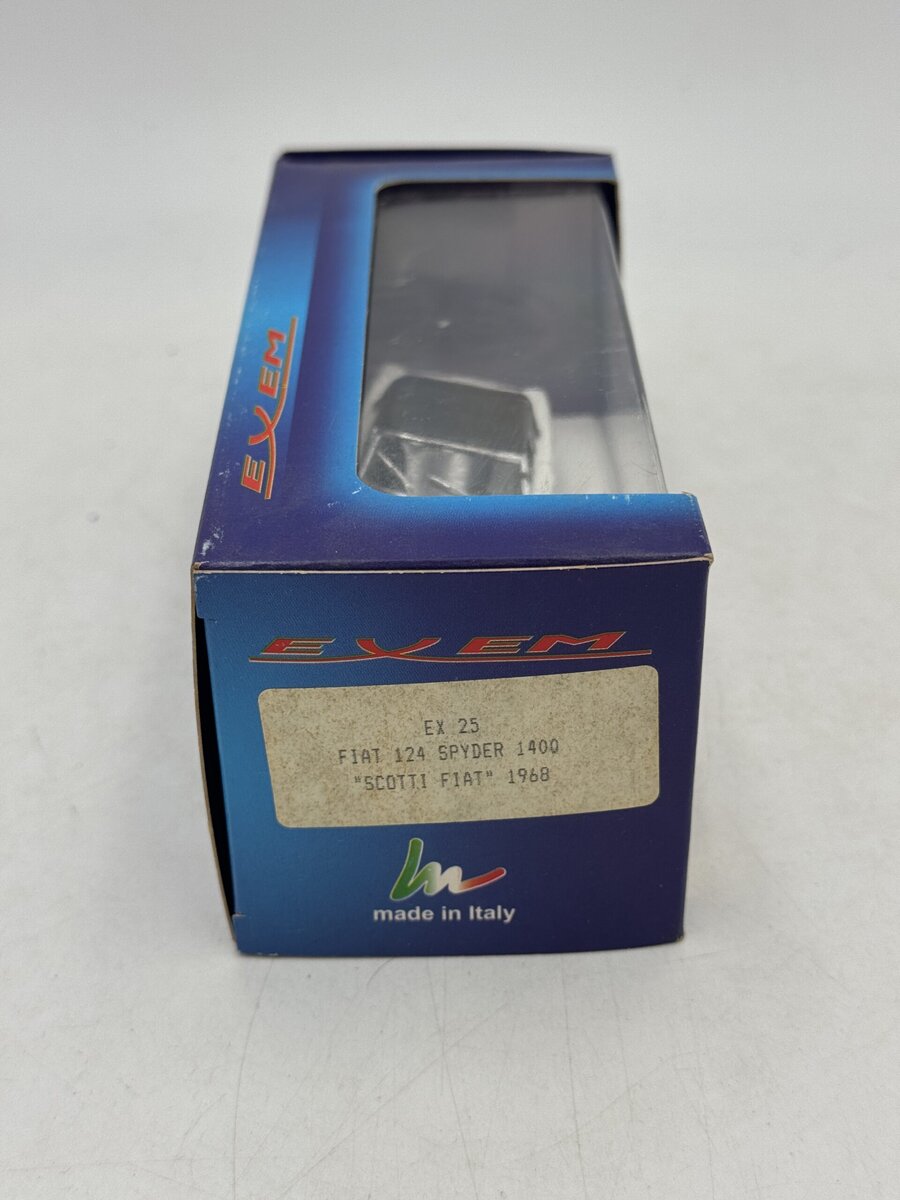 EXEM
EXEM
EX 25
FIAT 124 SPYDER 1400
"SCOTTI FIAT" 1968
made in Italy